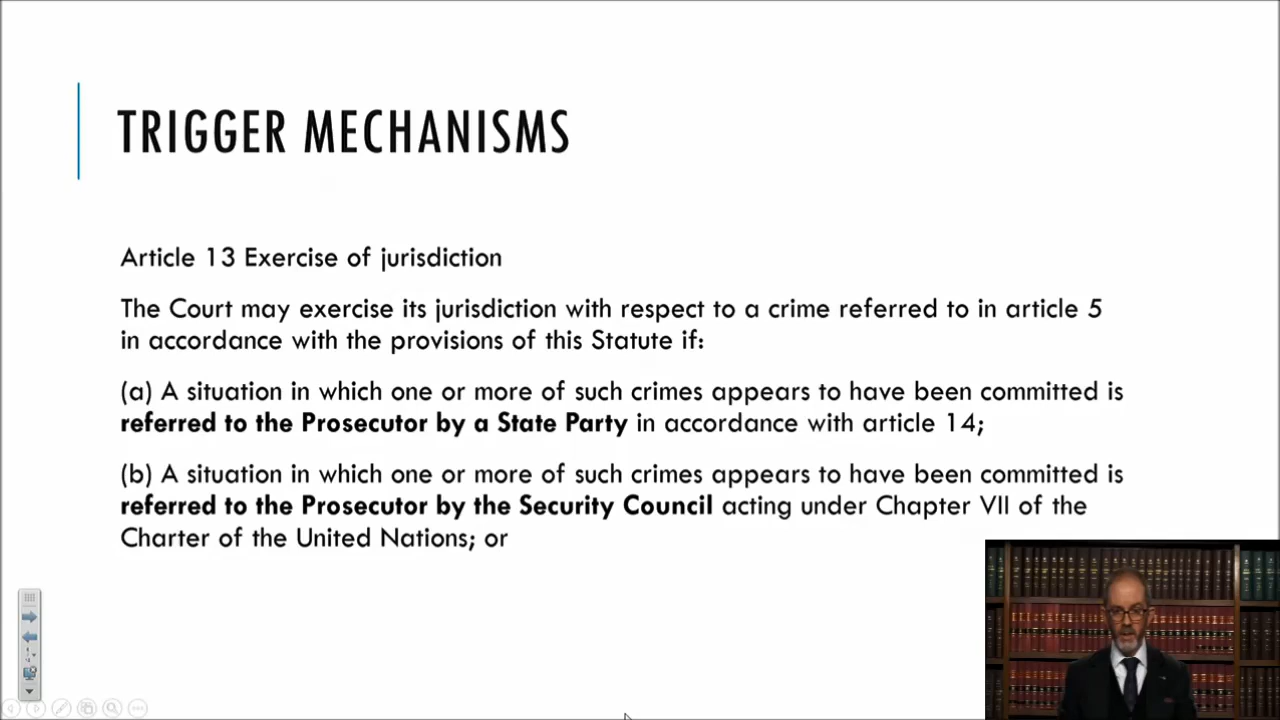 TRIGGER MECHANISMS
Article 13 Exercise of jurisdiction
The Court may exercise its jurisdiction with respect to a crime referred to in article 5
in accordance with the provisions of this Statute if:
(a) A situation in which one or more of such crimes appears to have been committed is
referred to the Prosecutor by a State Party in accordance with article 14;
(b) A situation in which one or more of such crimes appears to have been committed is
referred to the Prosecutor by the Security Council acting under Chapter VII of the
Charter of the United Nations; or